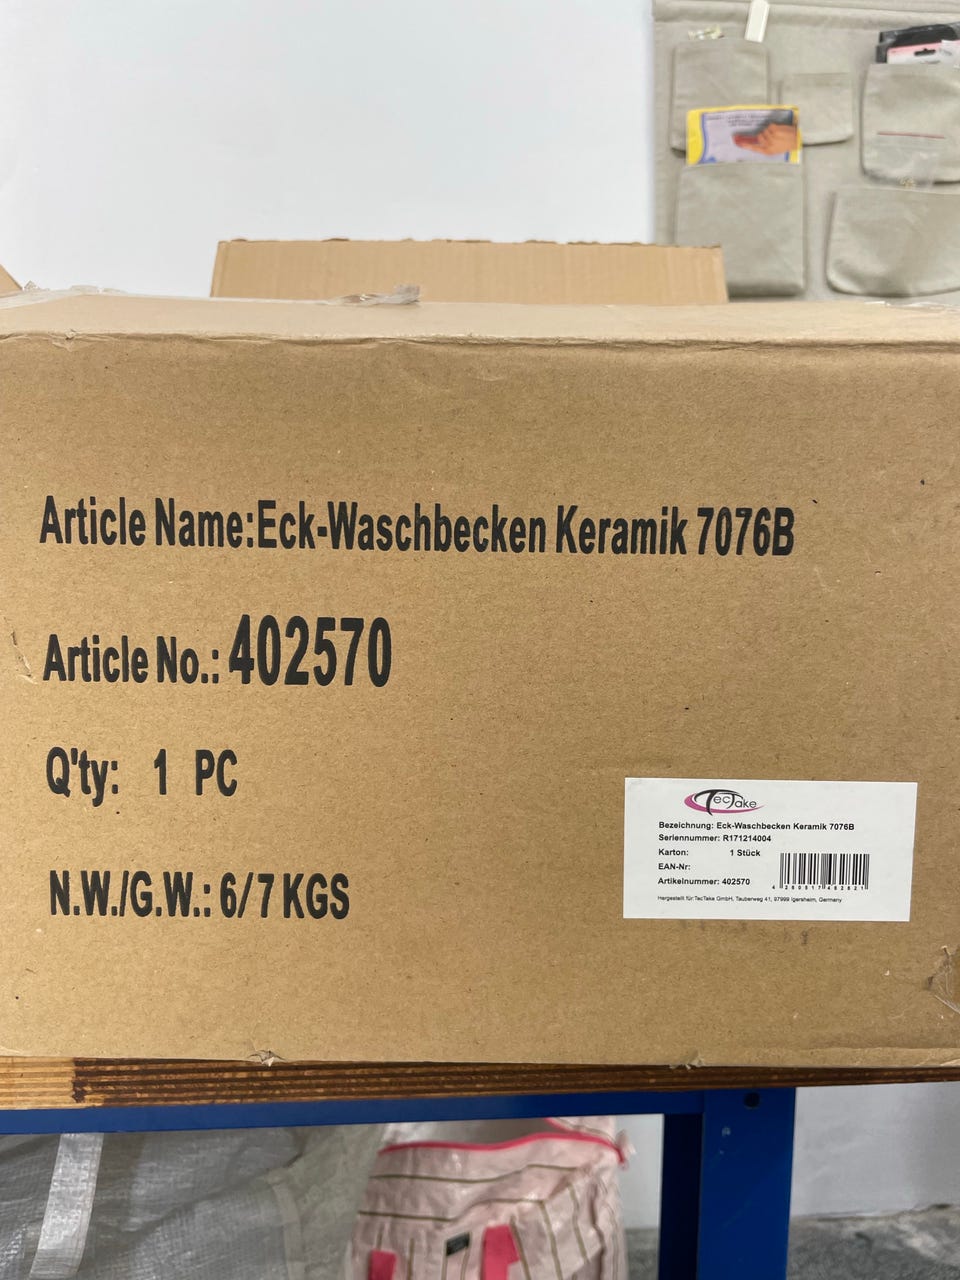 Article Name:Eck-Waschbecken Keramik 7076B
Article No.: 402570
Q'ty: 1 PC
N.W./G.W.: 6/7 KGS
TecTake
Bezeichnung: Eck-Waschbecken Keramik 7076B
Seriennummer: R171214004
Karton: 1 Stück
EAN-Nr:
Artikelnummer: 402570
Hergestellt für:TecTake GmbH, Tauberweg 41, 97999 Igersheim, Germany